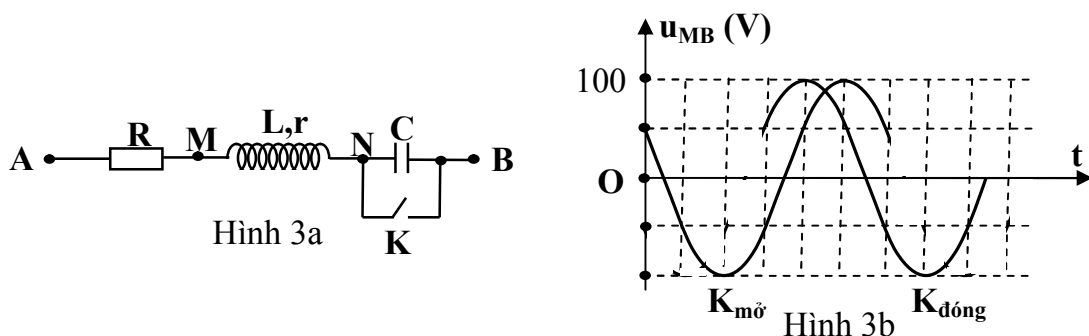 A R M L,r N C B
K
Hình 3a
u_MB (V)
100
O
t
K_mở K_đóng
Hình 3b